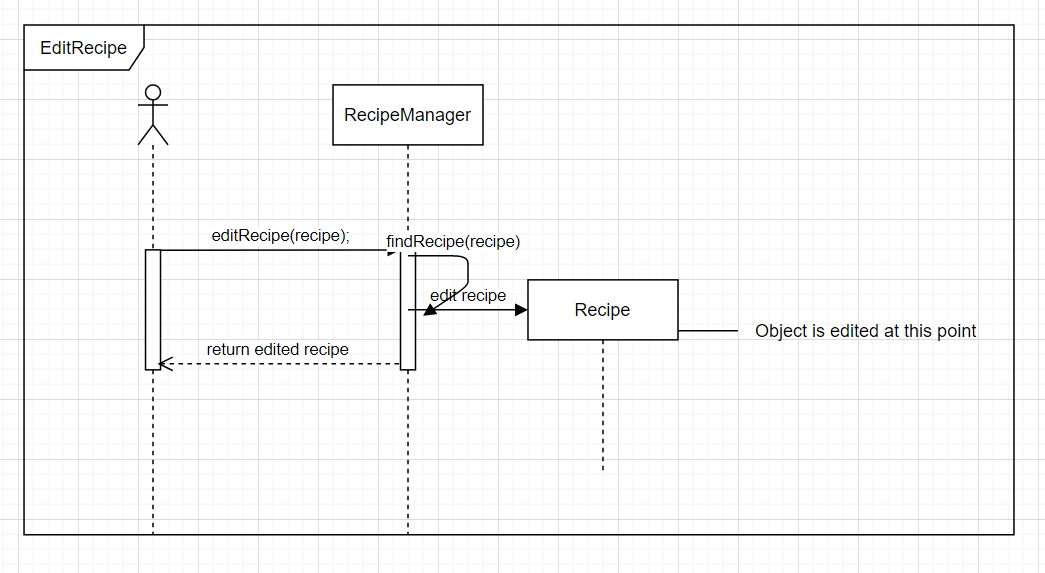 EditRecipe
RecipeManager
editRecipe(recipe);
findRecipe(recipe)
edit recipe
Recipe
Object is edited at this point
return edited recipe